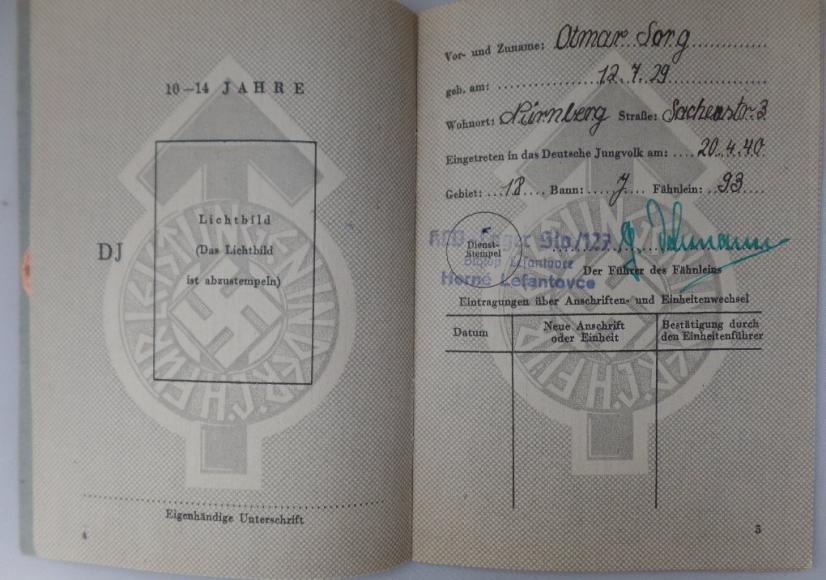 10—14 JAHRE
Lichtbild
(Das Lichtbild
ist abzustempeln)
DJ
Eigenhändige Unterschrift
4
Vor- und Zuname: Otmar Sorg
geb. am: 12.7.29
Wohnort: Nürnberg Straße: Sachenstr. 3
Eingetreten in das Deutsche Jungvolk am: 20.4.40.
Gebiet: 18 Bann: 7 Fähnlein: 93
Dienst-
Stempel
Horné Lefantovce
Der Führer des Fähnleins
Eintragungen über Anschriften- und Einheitenwechsel
Datum
Neue Anschrift
oder Einheit
Bestätigung durch
den Einheitenführer
5